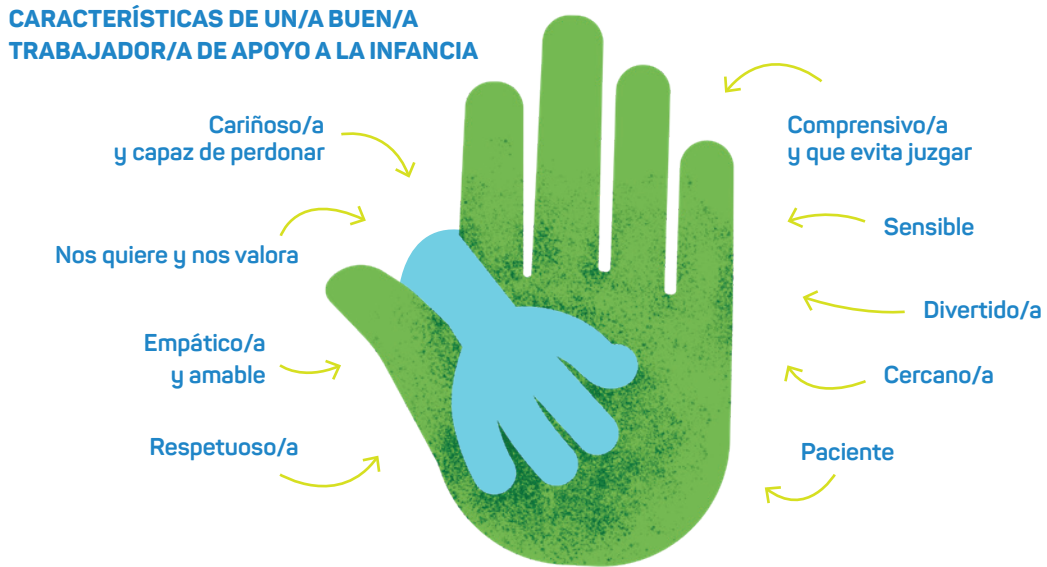 CARACTERÍSTICAS DE UN/A BUEN/A
TRABAJADOR/A DE APOYO A LA INFANCIA
Cariñoso/a
y capaz de perdonar
Nos quiere y nos valora
Empático/a
y amable
Respetuoso/a
Comprensivo/a
y que evita juzgar
Sensible
Divertido/a
Cercano/a
Paciente